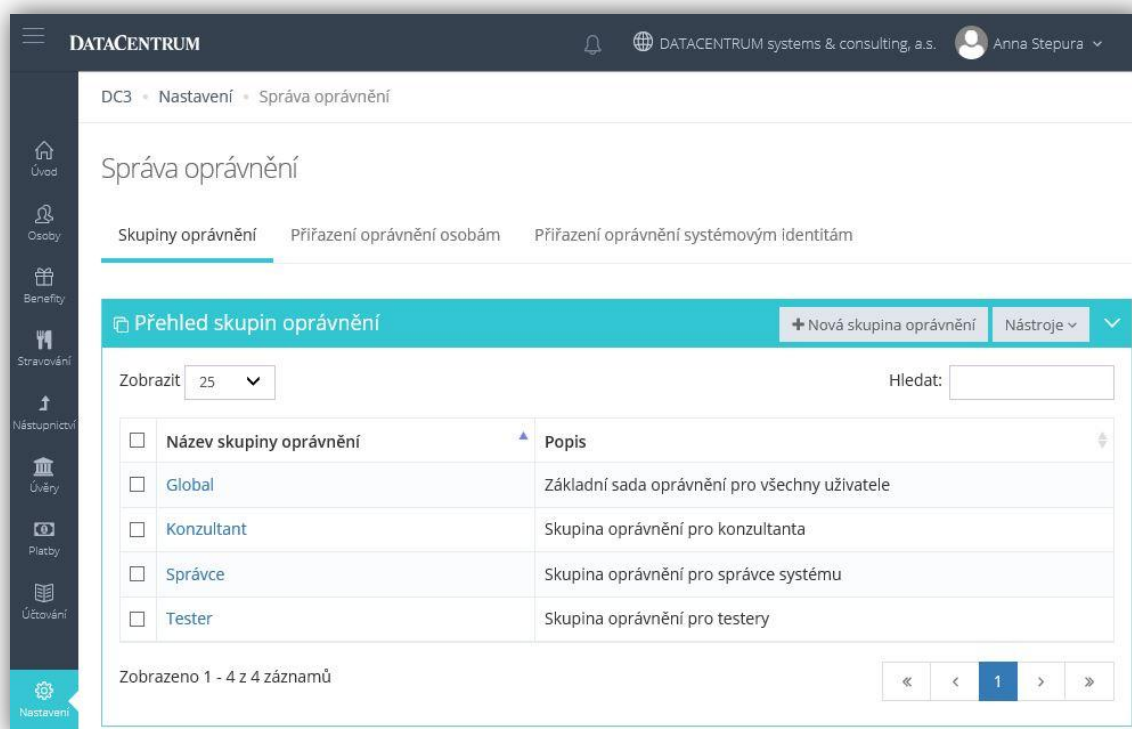 DATACENTRUM
DATACENTRUM systems & consulting, a.s.
Anna Stepura
DC3 Nastavení Správa oprávnění
Úvod
Osoby
Benefity
Stravování
Nástupnictví
Úvěry
Platby
Účtování
Nastavení
Správa oprávnění
Skupiny oprávnění Přiřazení oprávnění osobám Přiřazení oprávnění systémovým identitám
Přehled skupin oprávnění
Nová skupina oprávnění
Nástroje
Zobrazit 25
Hledat:
Název skupiny oprávnění Popis
Global Základní sada oprávnění pro všechny uživatele
Konzultant Skupina oprávnění pro konzultanta
Správce Skupina oprávnění pro správce systému
Tester Skupina oprávnění pro testery
Zobrazeno 1 - 4 z 4 záznamů
« < 1 > »